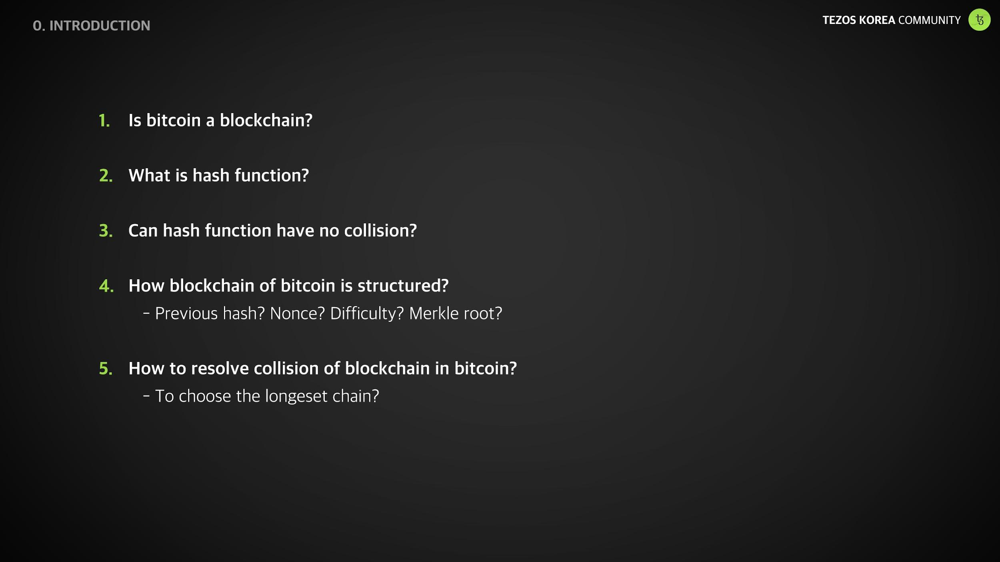 0. INTRODUCTION
TEZOS KOREA COMMUNITY
1. Is bitcoin a blockchain?
2. What is hash function?
3. Can hash function have no collision?
4. How blockchain of bitcoin is structured?
- Previous hash? Nonce? Difficulty? Merkle root?
5. How to resolve collision of blockchain in bitcoin?
- To choose the longeset chain?